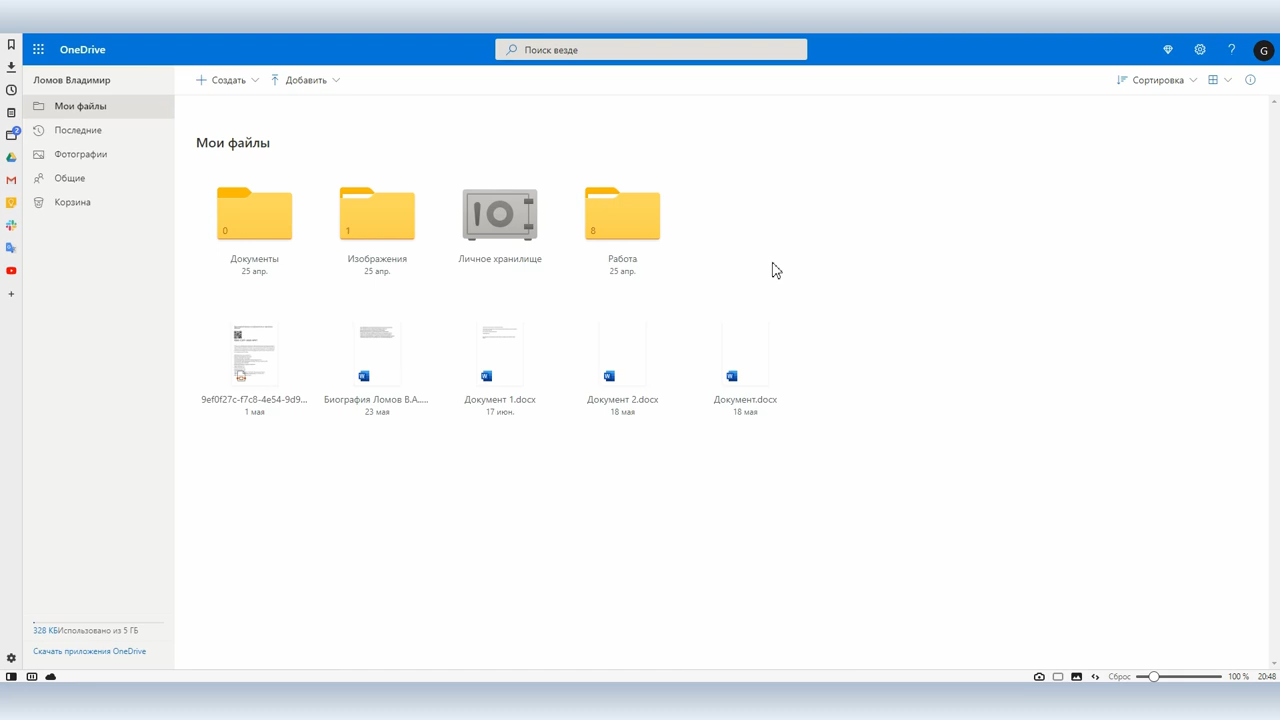 OneDrive
Поиск везде
G
Ломов Владимир
Создать
Добавить
Сортировка
Мои файлы
Последние
Фотографии
Общие
Корзина
2
Мои файлы
0
1
8
Документы
25 апр.
Изображения
25 апр.
Личное хранилище
Работа
25 апр.
9ef0f27c-f7c8-4e54-9d9...
1 мая
Биография Ломов В.А....
23 мая
Документ 1.docx
17 июн.
Документ 2.docx
18 мая
Документ.docx
18 мая
328 КБИспользовано из 5 ГБ
Скачать приложения OneDrive
Сброс
100 %
20:48